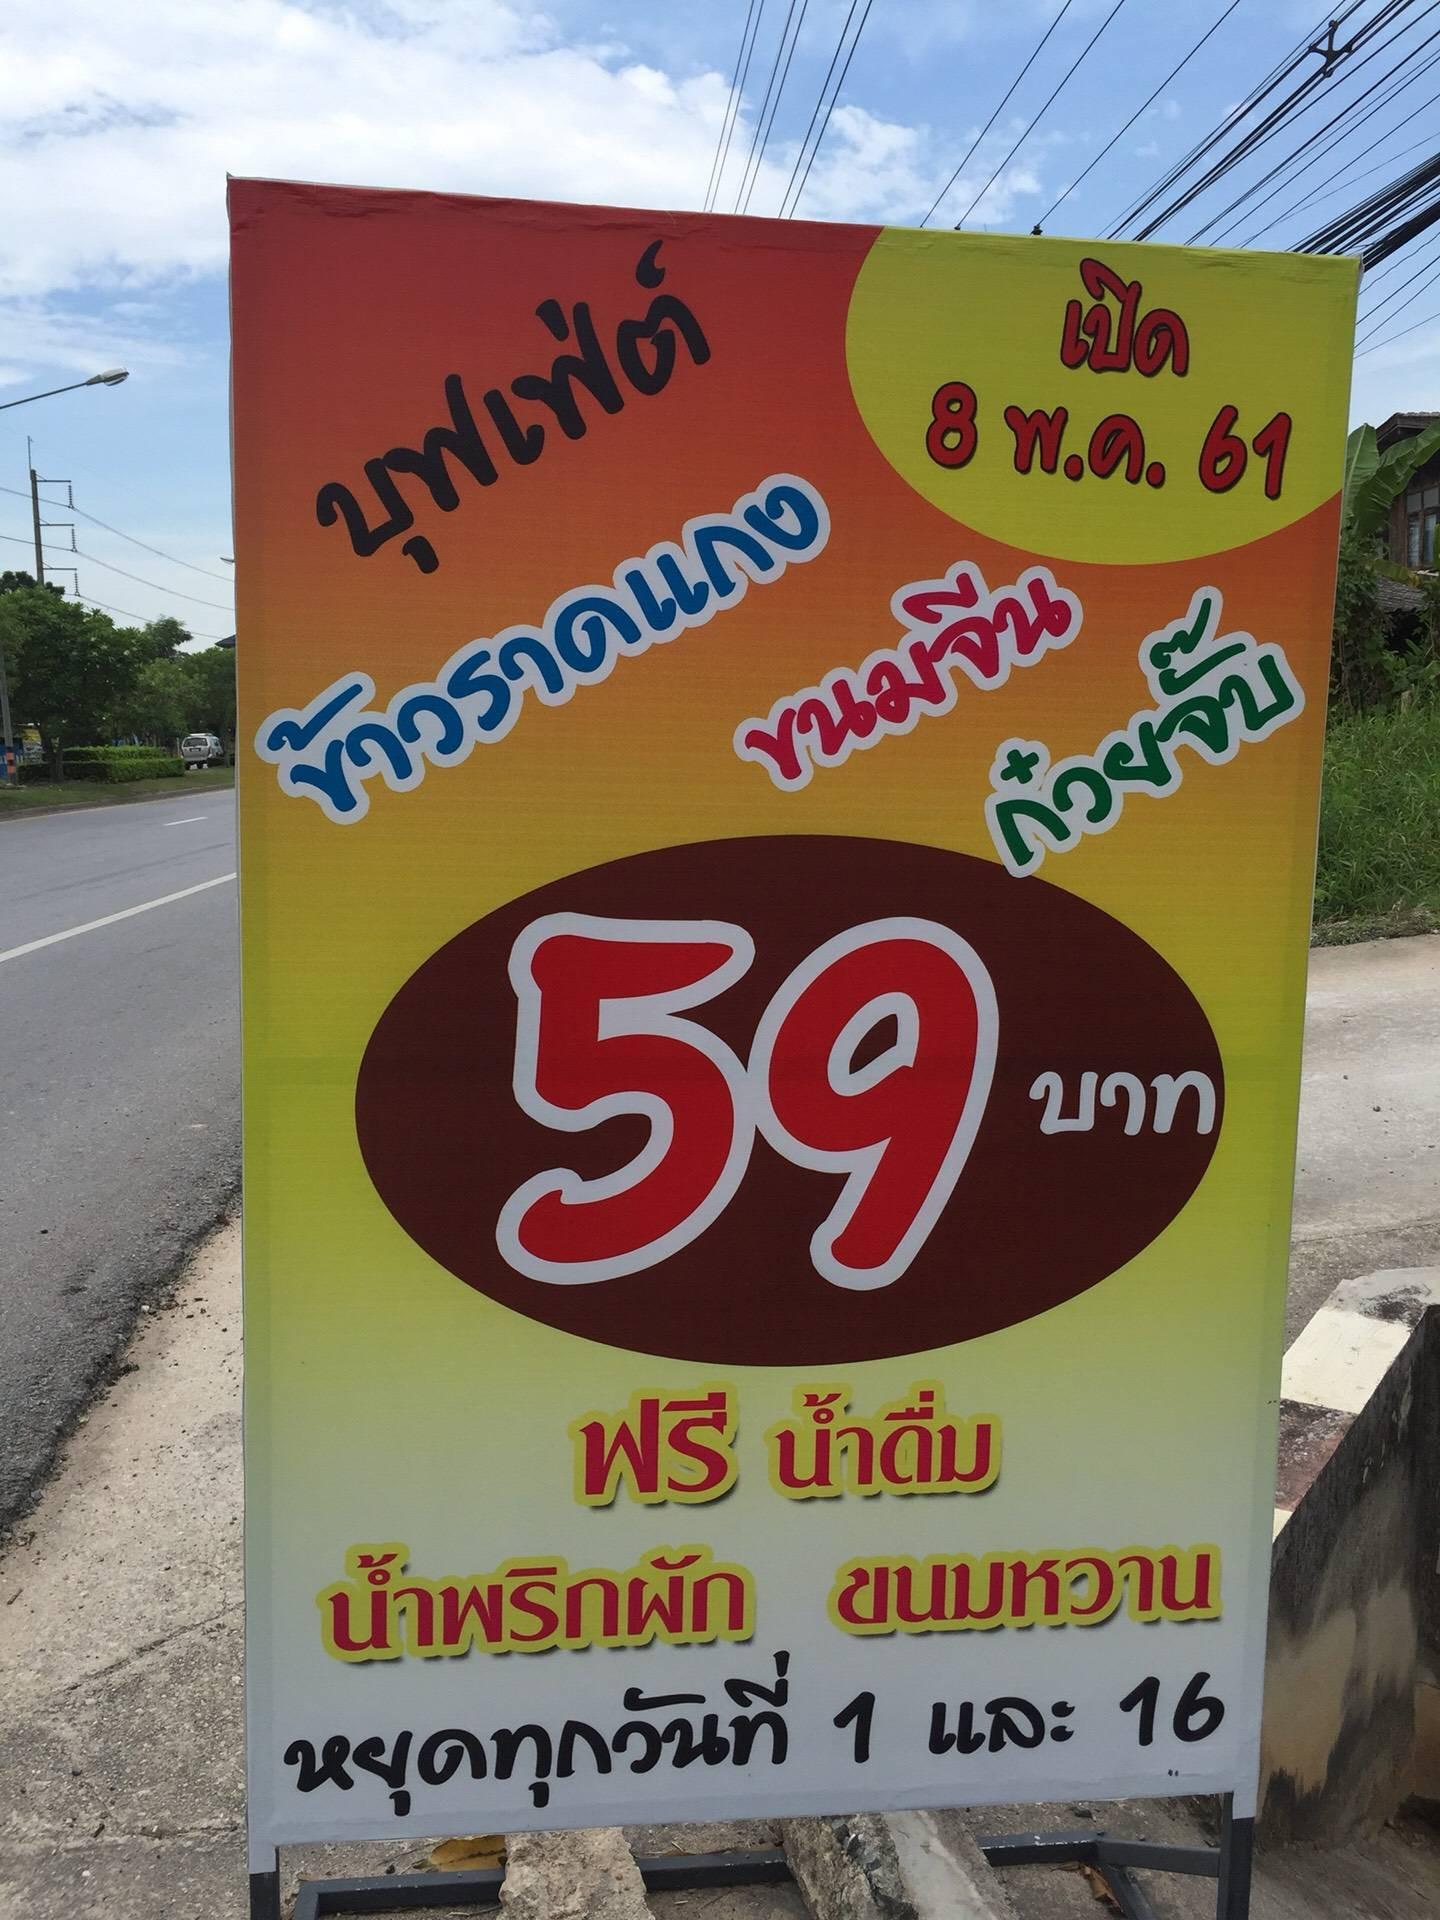 บุฟเฟ่ต์
เปิด
8 พ.ค. 61
ข้าวราดแกง
ขนมจีน
ก๋วยจั๊บ
59 บาท
ฟรี น้ำดื่ม
น้ำพริกผัก ขนมหวาน
หยุดทุกวันที่ 1 และ 16